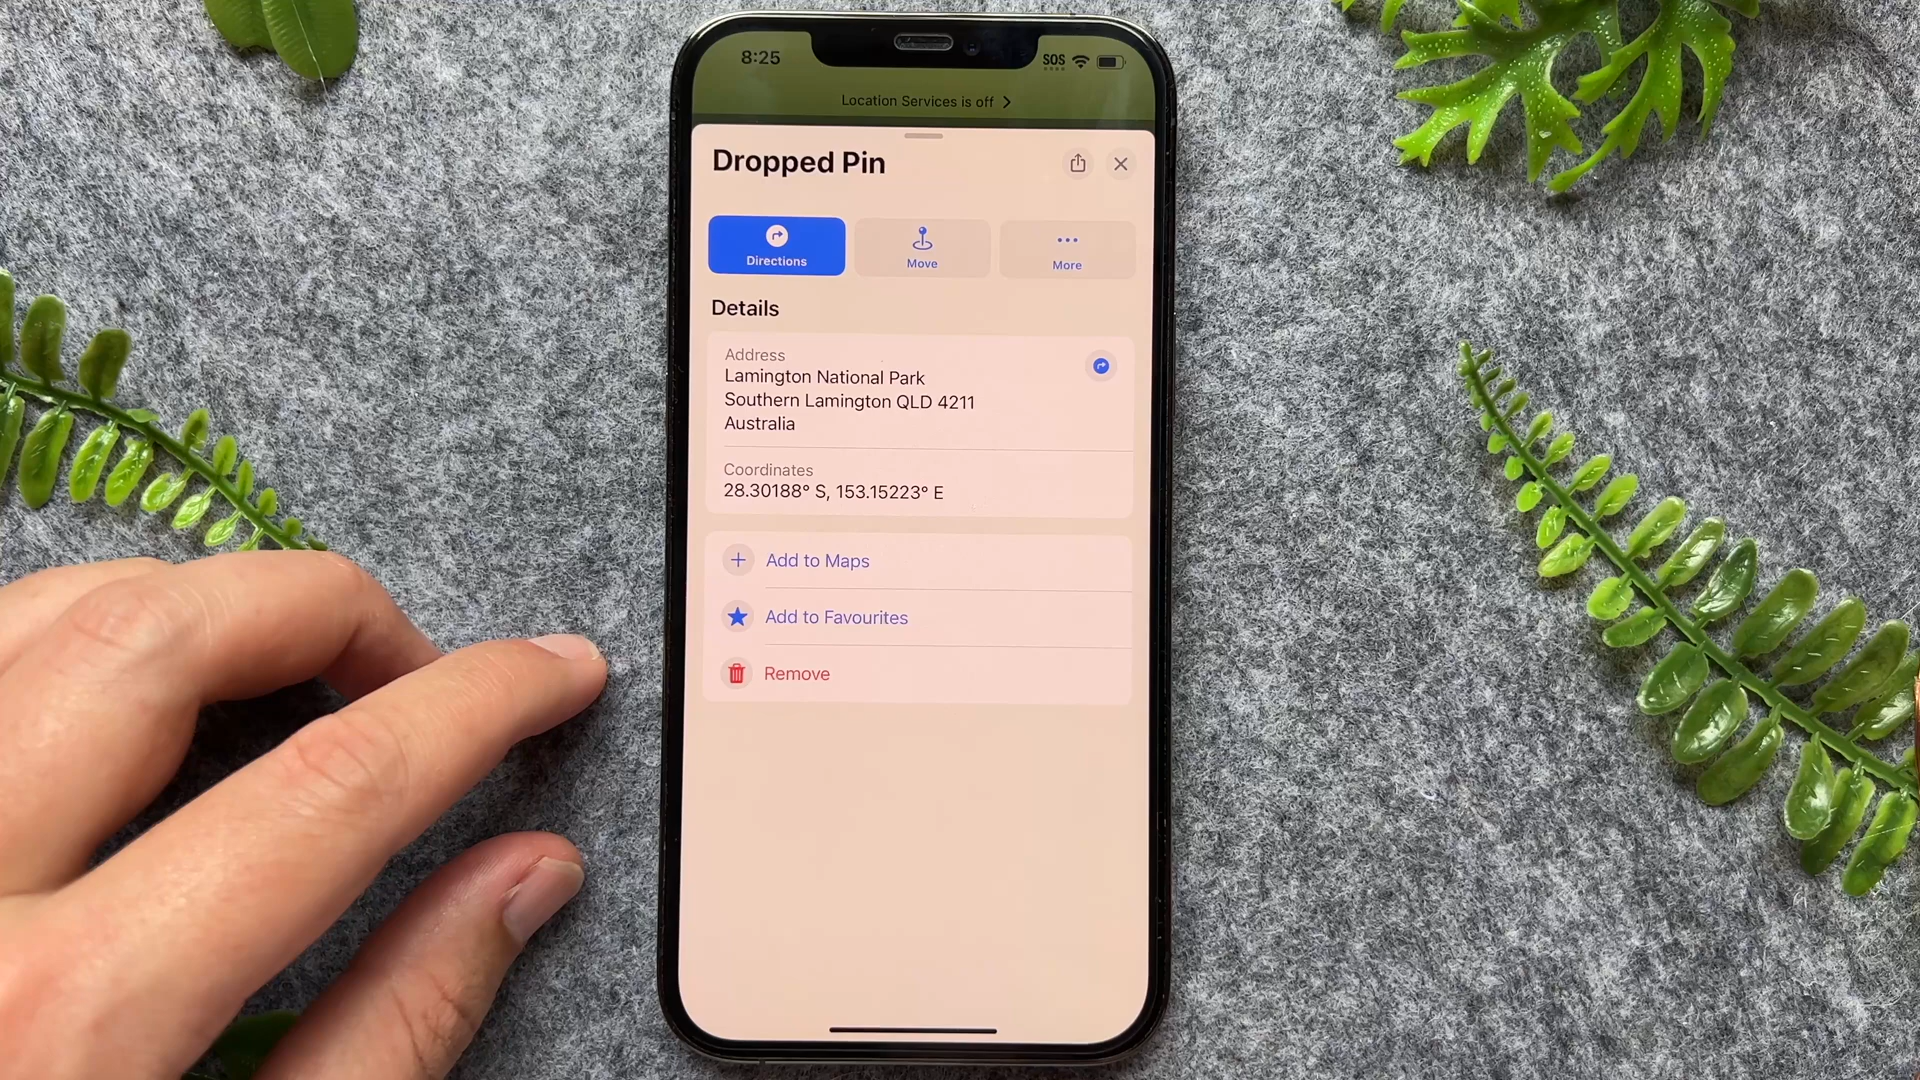 8:25
SOS
Location Services is off
Dropped Pin
Directions
Move
More
Details
Address
Lamington National Park
Southern Lamington QLD 4211
Australia
Coordinates
28.30188° S, 153.15223° E
Add to Maps
Add to Favourites
Remove